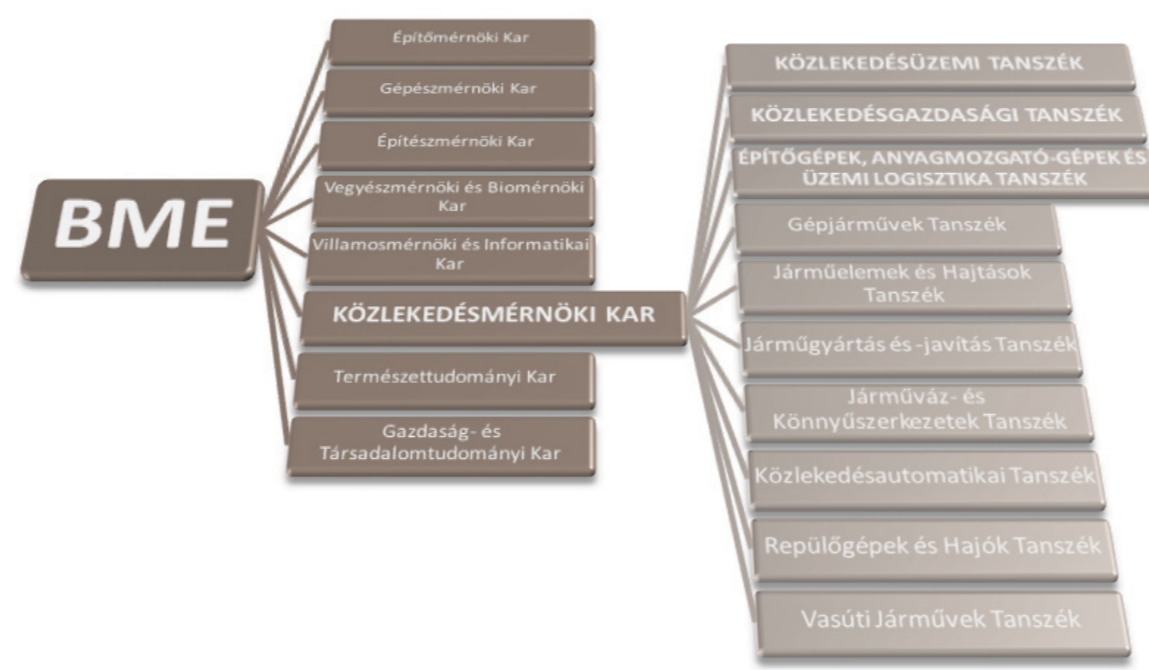 BME
Építőmérnöki Kar
Gépészmérnöki Kar
Építészmérnöki Kar
Vegyészmérnöki és Biomérnöki
Kar
Villamosmérnöki és Informatikai
Kar
KÖZLEKEDÉSMÉRNÖKI KAR
Természettudományi Kar
Gazdaság- és
Társadalomtudományi Kar
KÖZLEKEDÉSÜZEMI TANSZÉK
KÖZLEKEDÉSGAZDASÁGI TANSZÉK
ÉPÍTŐGÉPEK, ANYAGMOZGATÓ-GÉPEK ÉS
ÜZEMI LOGISZTIKA TANSZÉK
Gépjárművek Tanszék
Járműelemek és Hajtások
Tanszék
Járműgyártás és -javítás Tanszék
Járműváz- és
Könnyűszerkezetek Tanszék
Közlekedésautomatikai Tanszék
Repülőgépek és Hajók Tanszék
Vasúti Járművek Tanszék